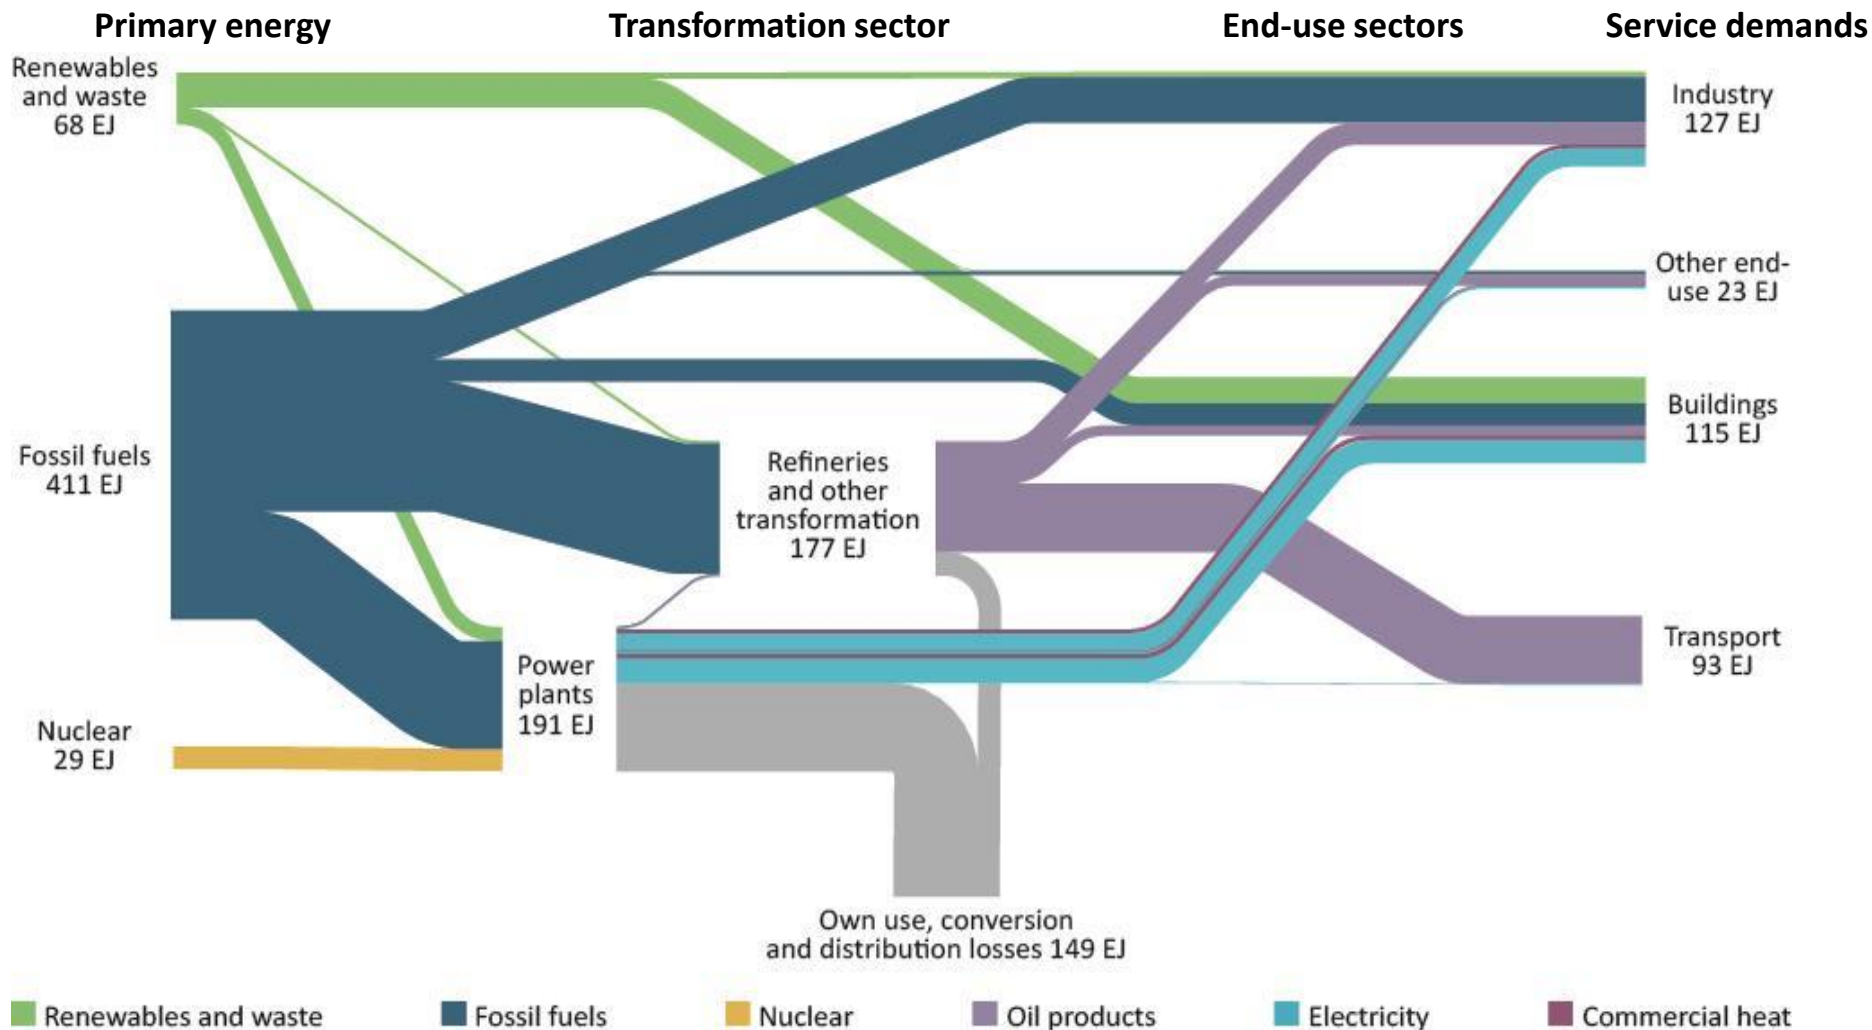 Primary energy
Transformation sector
End-use sectors
Service demands
Renewables
and waste
68 EJ
Fossil fuels
411 EJ
Nuclear
29 EJ
Refineries
and other
transformation
177 EJ
Power
plants
191 EJ
Own use, conversion
and distribution losses 149 EJ
Industry
127 EJ
Other end-
use 23 EJ
Buildings
115 EJ
Transport
93 EJ
Renewables and waste
Fossil fuels
Nuclear
Oil products
Electricity
Commercial heat